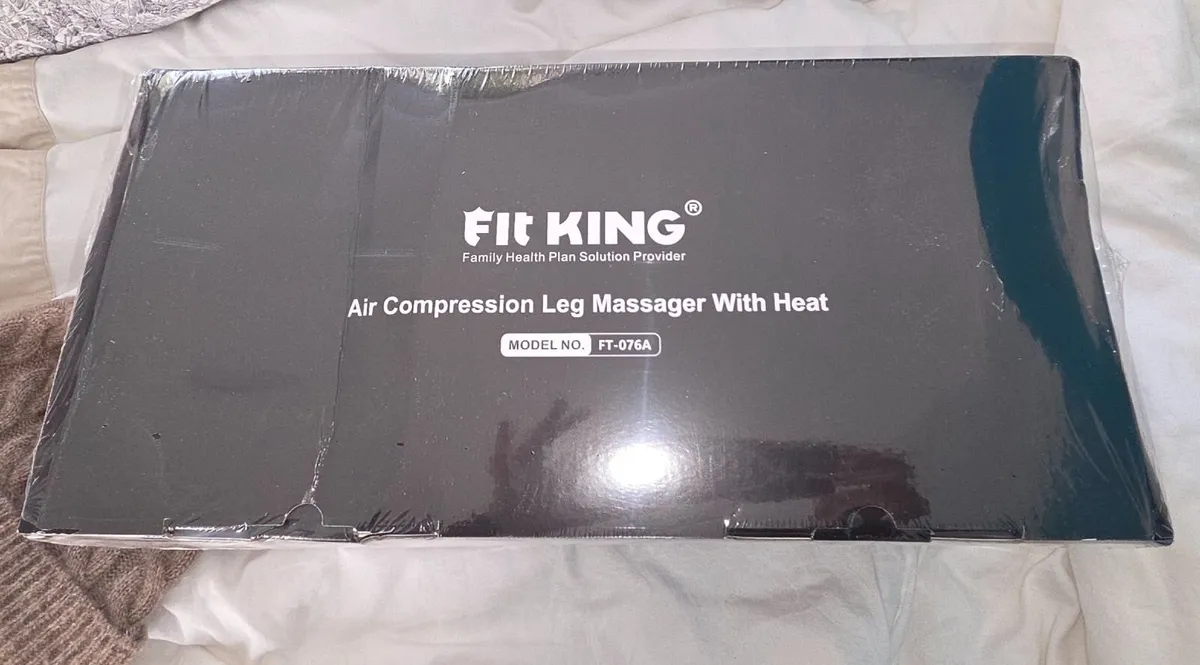 Fit KING®
Family Health Plan Solution Provider
Air Compression Leg Massager With Heat
MODEL NO. FT-076A